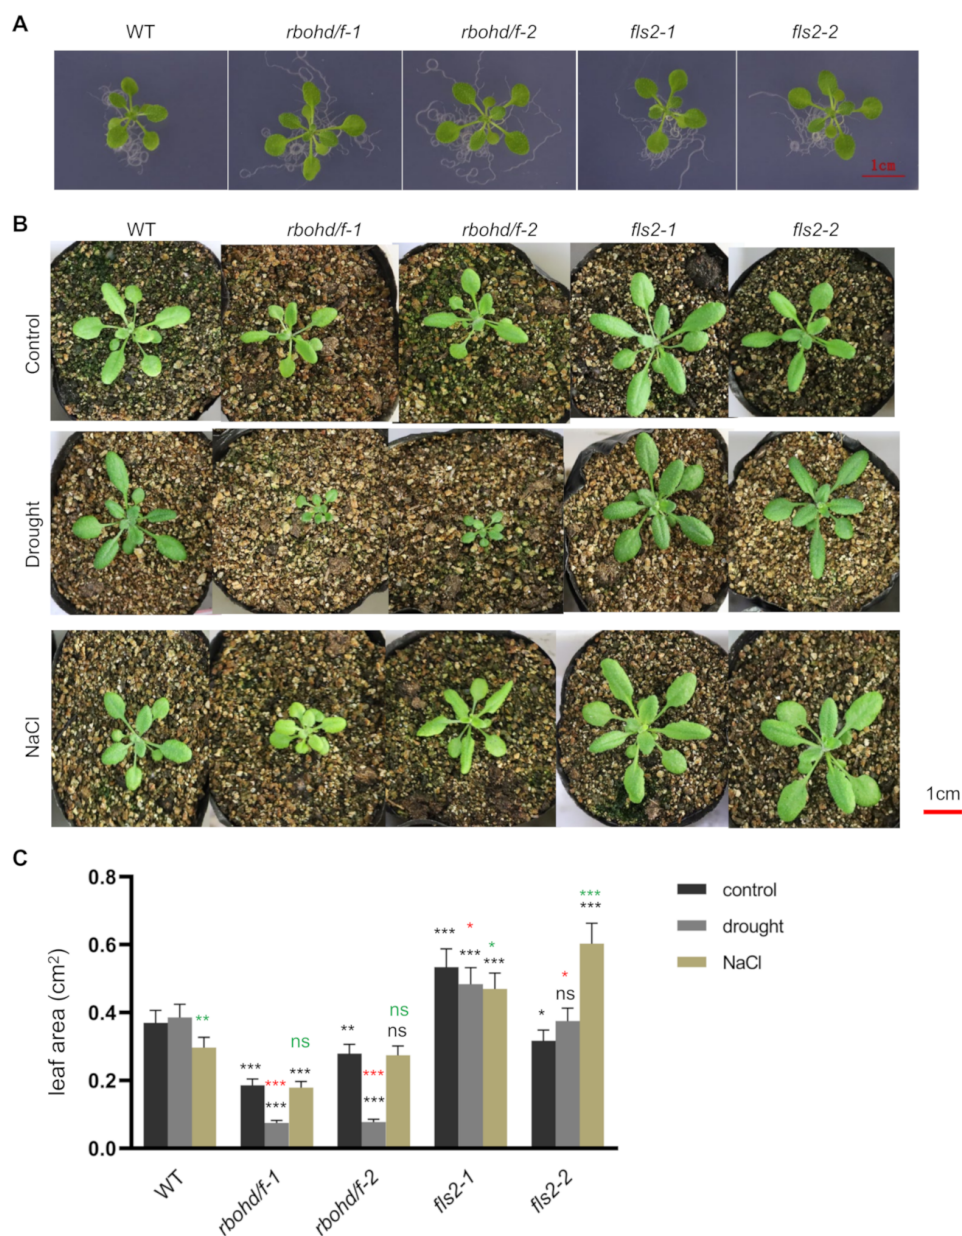 A
WT rbohd/f-1 rbohd/f-2 fls2-1 fls2-2
1cm
B
WT rbohd/f-1 rbohd/f-2 fls2-1 fls2-2
Control
Drought
NaCl
1cm
C
leaf area (cm²)
0.8
0.6
0.4
0.2
0.0
**
***
***
***
ns
***
**
***
***
ns
ns
***
*
***
*
***
*
*
ns
***
***
WT rbohd/f-1 rbohd/f-2 fls2-1 fls2-2
control
drought
NaCl